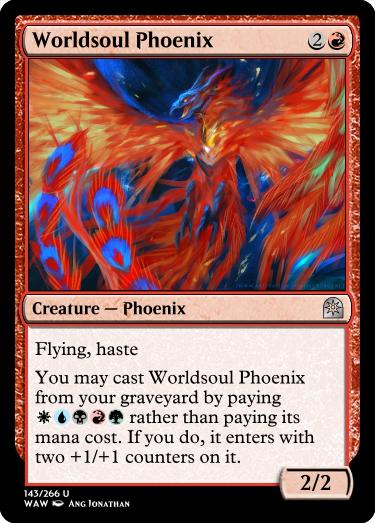 Worldsoul Phoenix 2
Creature — Phoenix
Flying, haste
You may cast Worldsoul Phoenix
from your graveyard by paying
rather than paying its
mana cost. If you do, it enters with
two +1/+1 counters on it.
2/2
143/266 U
WAW Ang Jonathan